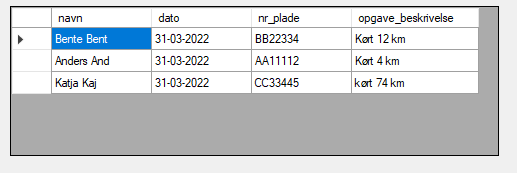 navn dato nr_plade opgave_beskrivelse
Bente Bent 31-03-2022 BB22334 Kørt 12 km
Anders And 31-03-2022 AA11112 Kørt 4 km
Katja Kaj 31-03-2022 CC33445 kørt 74 km